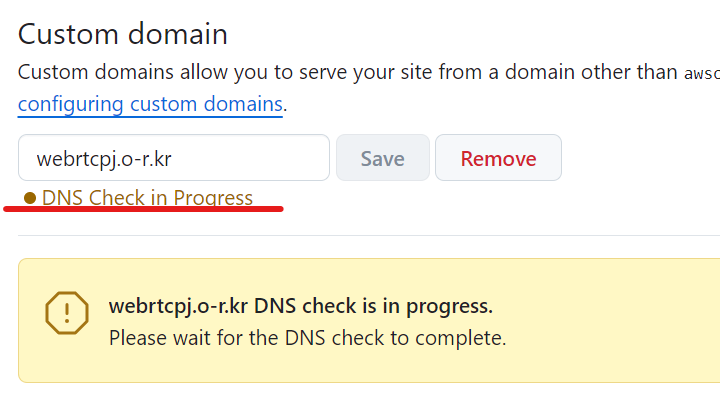 Custom domain
Custom domains allow you to serve your site from a domain other than awsc
configuring custom domains.
webrtcpj.o-r.kr
Save
Remove
DNS Check in Progress
webrtcpj.o-r.kr DNS check is in progress.
Please wait for the DNS check to complete.